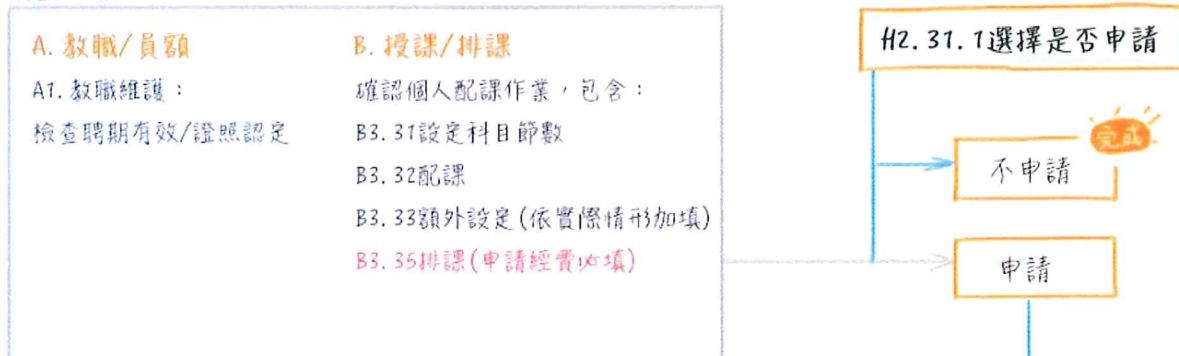 A. 教職/員額
A1. 教職維護：
檢查聘期有效/證照認定
B. 授課/排課
確認個人配課作業，包含：
B3.31設定科目節數
B3.32配課
B3.33額外設定(依實際情形加填)
B3.35排課(申請經費必填)
H2.31.1選擇是否申請
完成
不申請
申請